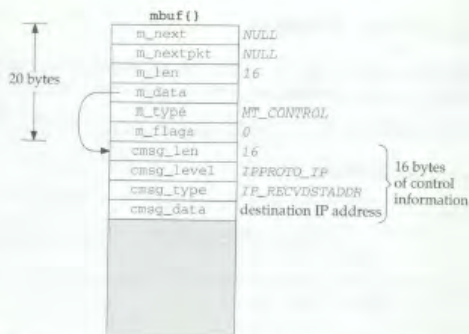 mbuf{}
m_next NULL
m_nextpkt NULL
m_len 16
20 bytes
m_data
m_type MT_CONTROL
m_flags 0
cmsg_len 16
cmsg_level IPPROTO_IP
cmsg_type IP_RECVDSTADDR
cmsg_data destination IP address
16 bytes
of control
information